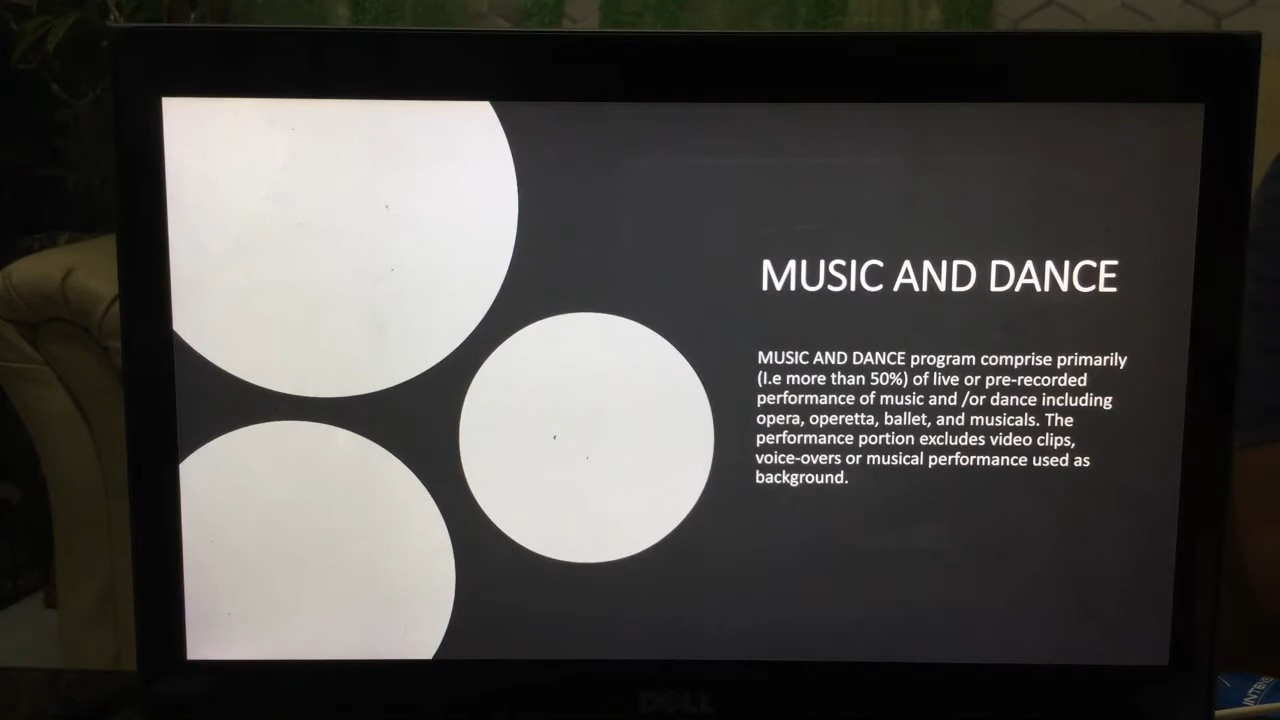 MUSIC AND DANCE
MUSIC AND DANCE program comprise primarily
(I.e more than 50%) of live or pre-recorded
performance of music and /or dance including
opera, operetta, ballet, and musicals. The
performance portion excludes video clips,
voice-overs or musical performance used as
background.
DELL